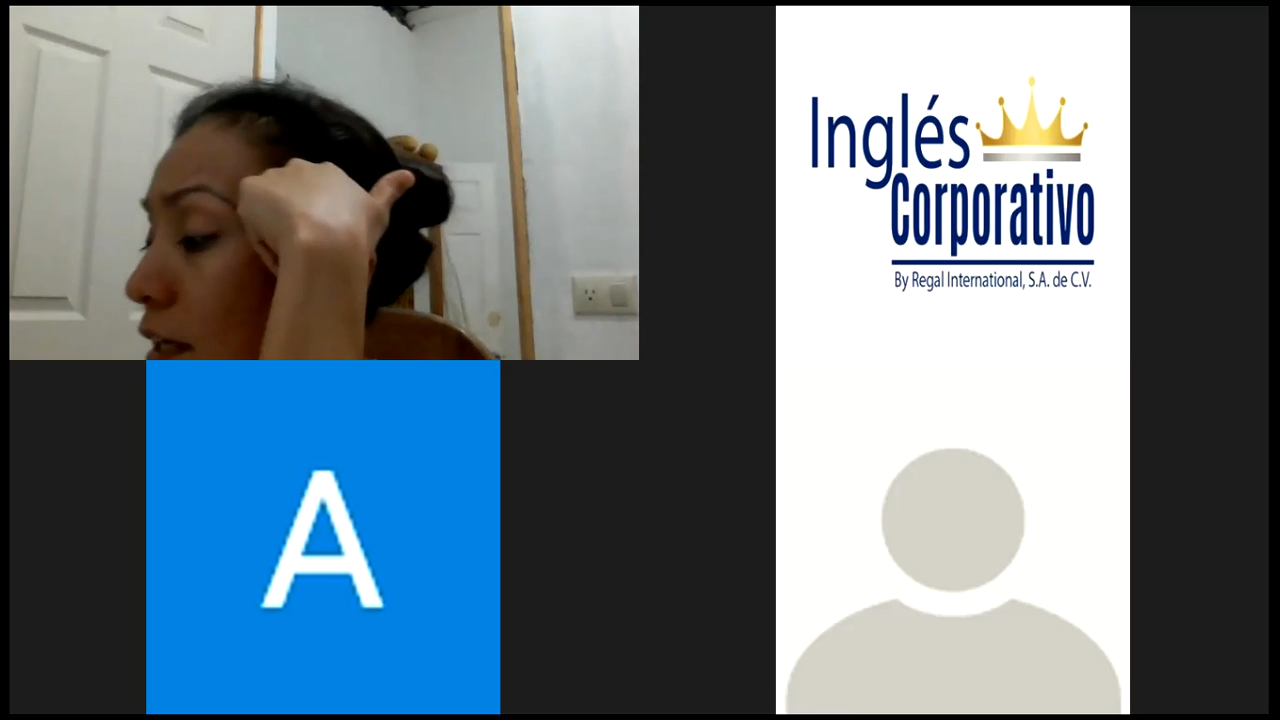 Inglés
Corporativo
By Regal International, S.A. de C.V.
A